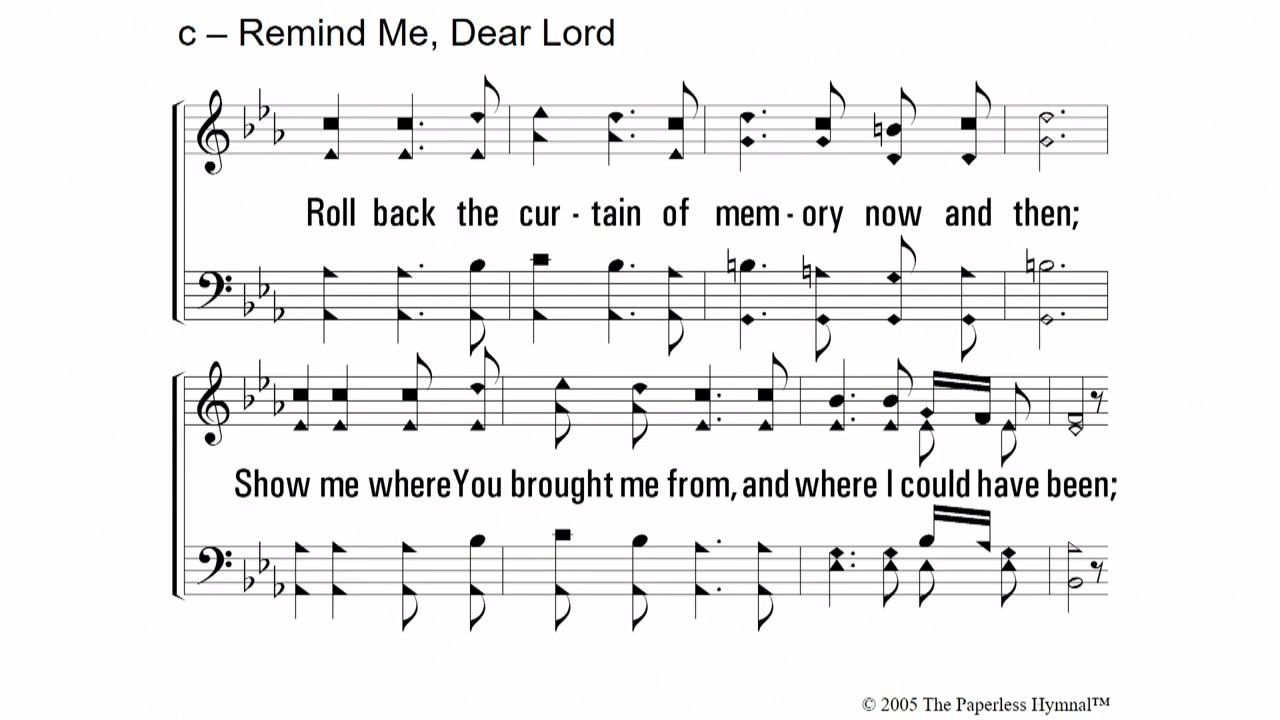 c – Remind Me, Dear Lord
Roll back the cur - tain of mem - ory now and then;
Show me where You brought me from, and where I could have been;
© 2005 The Paperless Hymnal™